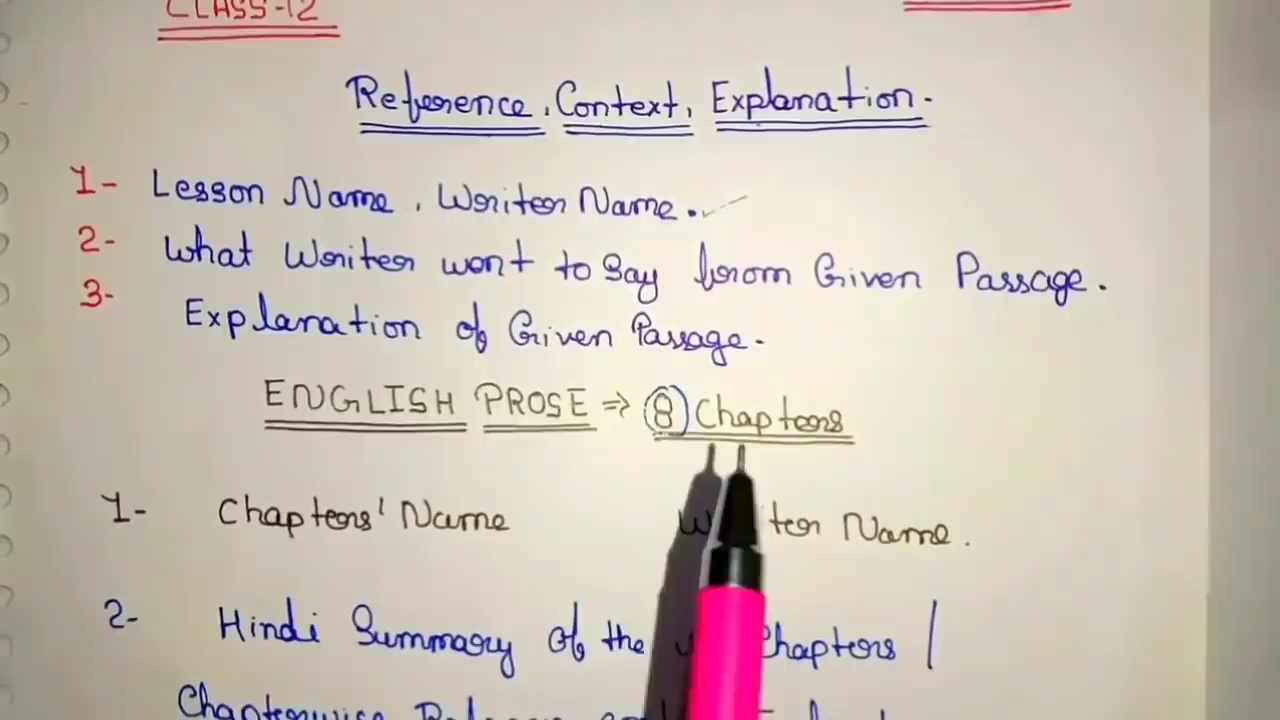 CLASS-12
Reference, Context, Explanation.
1- Lesson Name, Writer Name.
2- What Writer want to Say from Given Passage.
3- Explanation of Given Passage.
ENGLISH PROSE ⇒ 8 Chapters
1- Chapters' Name Writer Name.
2- Hindi Summary of the Chapters /
Chapterwise